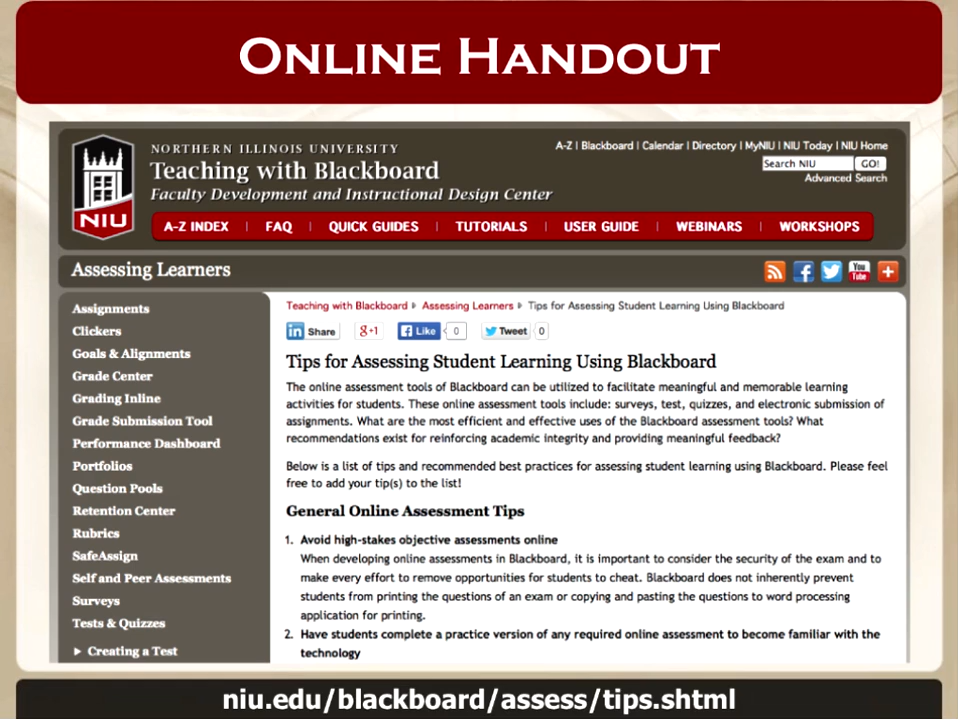 ONLINE HANDOUT
NORTHERN ILLINOIS UNIVERSITY
Teaching with Blackboard
Faculty Development and Instructional Design Center
NIU
A-Z | Blackboard | Calendar | Directory | MyNIU | NIU Today | NIU Home
Search NIU GO!
Advanced Search
A-Z INDEX | FAQ | QUICK GUIDES | TUTORIALS | USER GUIDE | WEBINARS | WORKSHOPS
Assessing Learners
You Tube
Assignments
Clickers
Goals & Alignments
Grade Center
Grading Inline
Grade Submission Tool
Performance Dashboard
Portfolios
Question Pools
Retention Center
Rubrics
SafeAssign
Self and Peer Assessments
Surveys
Tests & Quizzes
Creating a Test
Teaching with Blackboard Assessing Learners Tips for Assessing Student Learning Using Blackboard
in Share g+1 Like 0 Tweet 0
Tips for Assessing Student Learning Using Blackboard
The online assessment tools of Blackboard can be utilized to facilitate meaningful and memorable learning
activities for students. These online assessment tools include: surveys, test, quizzes, and electronic submission of
assignments. What are the most efficient and effective uses of the Blackboard assessment tools? What
recommendations exist for reinforcing academic integrity and providing meaningful feedback?
Below is a list of tips and recommended best practices for assessing student learning using Blackboard. Please feel
free to add your tip(s) to the list!
General Online Assessment Tips
1. Avoid high-stakes objective assessments online
When developing online assessments in Blackboard, it is important to consider the security of the exam and to
make every effort to remove opportunities for students to cheat. Blackboard does not inherently prevent
students from printing the questions of an exam or copying and pasting the questions to word processing
application for printing.
2. Have students complete a practice version of any required online assessment to become familiar with the
technology
niu.edu/blackboard/assess/tips.shtml